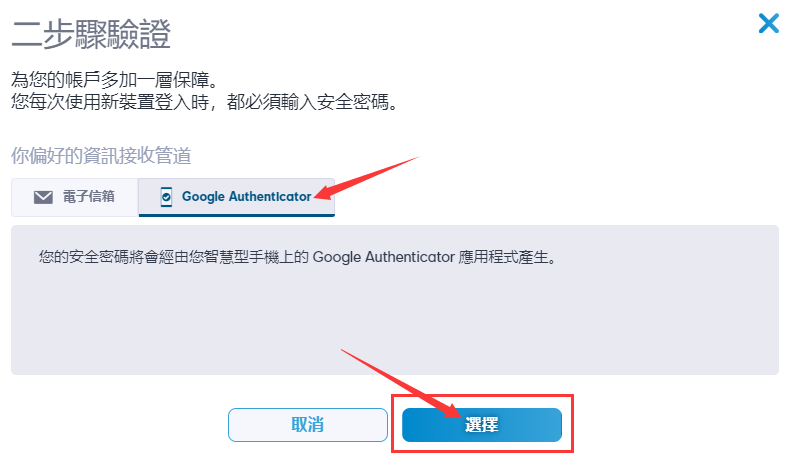 二步驟驗證
為您的帳戶多加一層保障。
您每次使用新裝置登入時，都必須輸入安全密碼。
你偏好的資訊接收管道
電子信箱
Google Authenticator
您的安全密碼將會經由您智慧型手機上的 Google Authenticator 應用程式產生。
取消
選擇